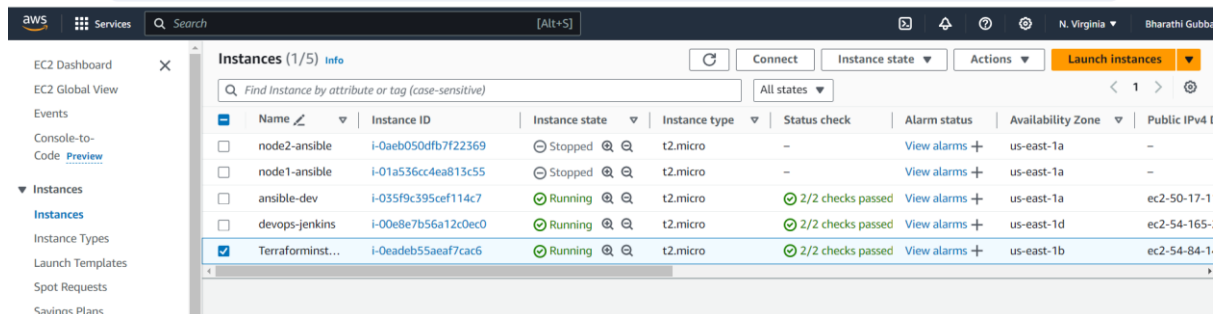 aws Services Search [Alt+S] N. Virginia ▼ Bharathi Gubba
EC2 Dashboard
EC2 Global View
Events
Console-to-
Code Preview
▼ Instances
Instances
Instance Types
Launch Templates
Spot Requests
Savings Plans
Instances (1/5) Info Connect Instance state ▼ Actions ▼ Launch instances ▼
Find Instance by attribute or tag (case-sensitive) All states ▼ < 1 >
Name Instance ID Instance state Instance type Status check Alarm status Availability Zone Public IPv4 D
node2-ansible i-0aeb050dfb7f22369 Stopped t2.micro – View alarms + us-east-1a –
node1-ansible i-01a536cc4ea813c55 Stopped t2.micro – View alarms + us-east-1a –
ansible-dev i-035f9c395cef114c7 Running t2.micro 2/2 checks passed View alarms + us-east-1a ec2-50-17-1
devops-jenkins i-00e8e7b56a12c0ec0 Running t2.micro 2/2 checks passed View alarms + us-east-1d ec2-54-165-
Terraforminst... i-0eadeb55aeaf7cac6 Running t2.micro 2/2 checks passed View alarms + us-east-1b ec2-54-84-1